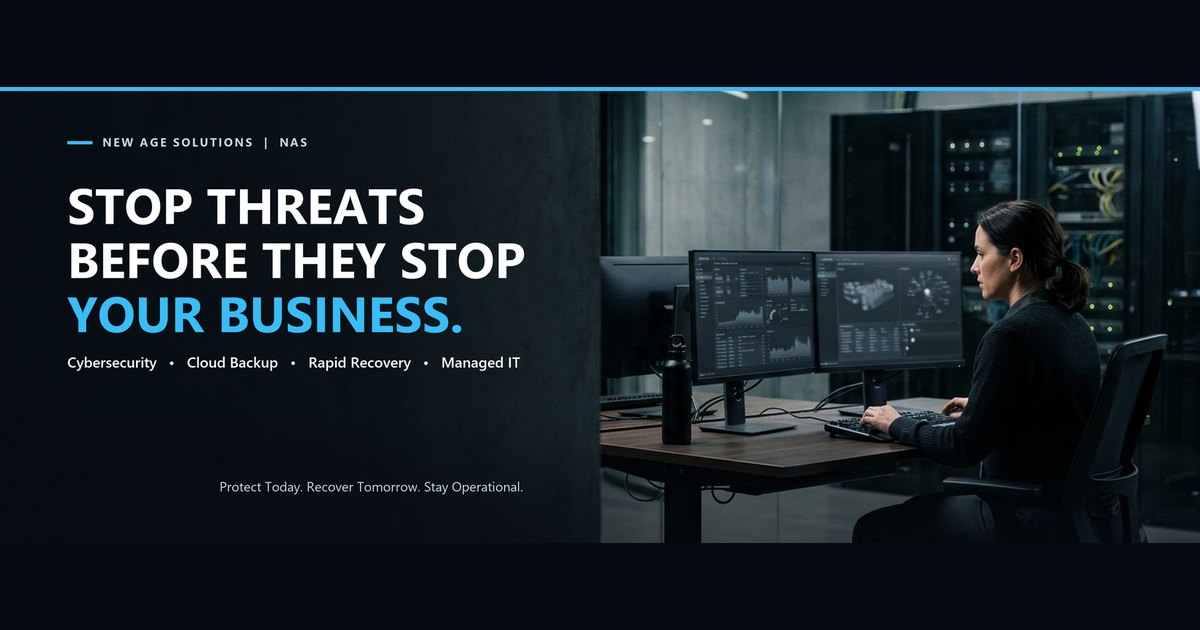 NEW AGE SOLUTIONS | NAS
STOP THREATS
BEFORE THEY STOP
YOUR BUSINESS.
Cybersecurity • Cloud Backup • Rapid Recovery • Managed IT
Protect Today. Recover Tomorrow. Stay Operational.